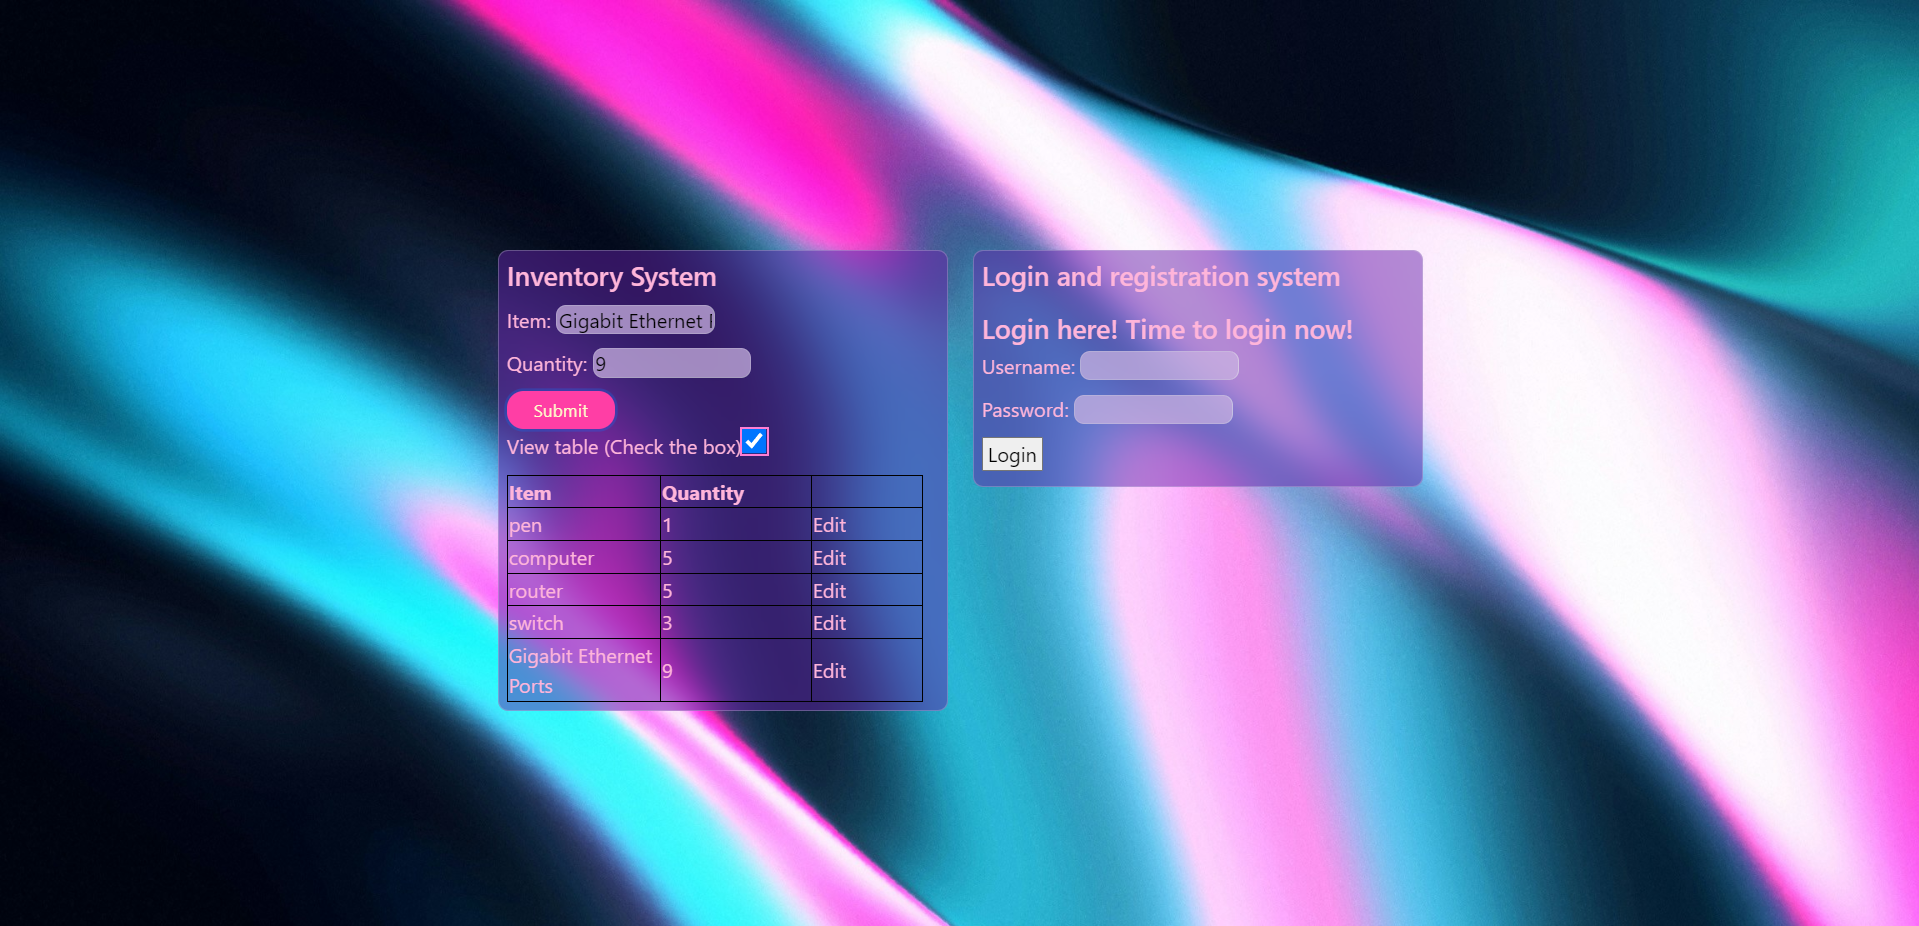 Inventory System
Item: Gigabit Ethernet
Quantity: 9
Submit
View table (Check the box)
Item Quantity
pen 1 Edit
computer 5 Edit
router 5 Edit
switch 3 Edit
Gigabit Ethernet
Ports 9 Edit
Login and registration system
Login here! Time to login now!
Username:
Password:
Login